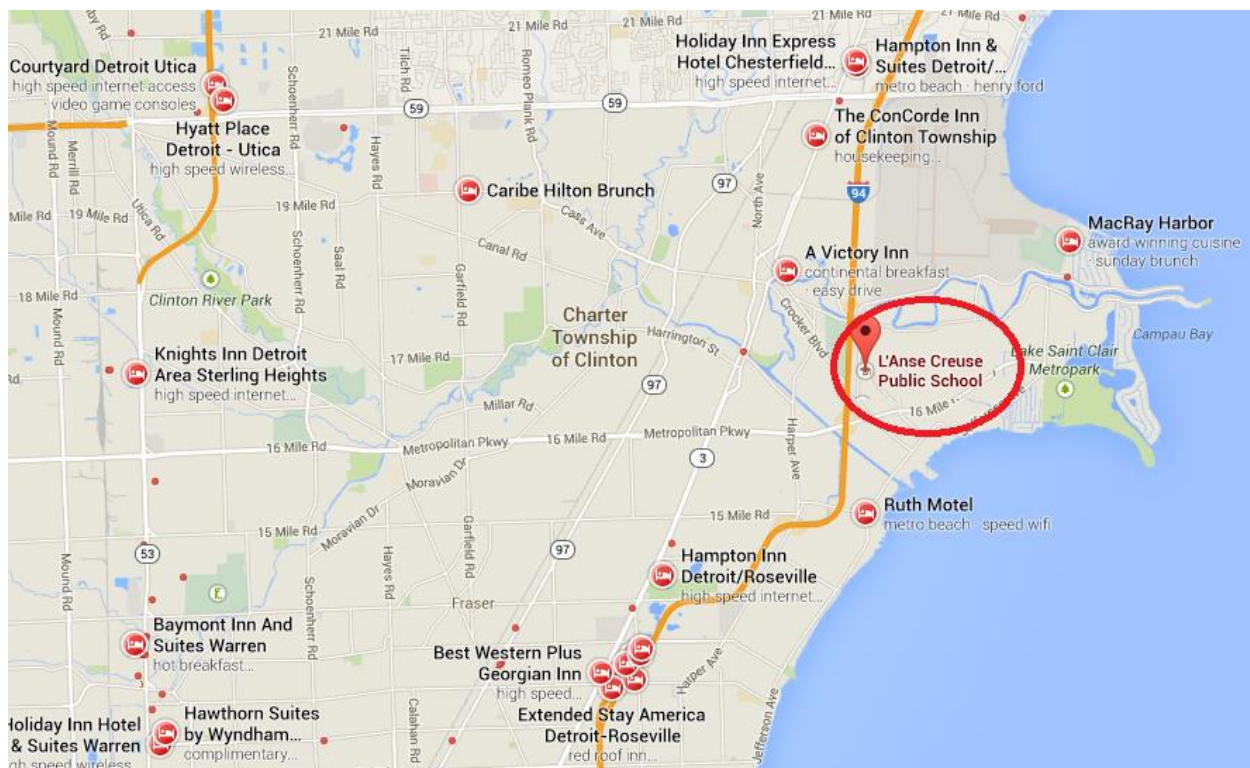 21 Mile Rd
21 Mile Rd
21 Mile Rd
21 Mile Rd
Courtyard Detroit Utica
high speed internet access
· video game consoles
Hyatt Place
Detroit - Utica
high speed wireless...
Holiday Inn Express
Hotel Chesterfield...
high speed internet...
Hampton Inn &
Suites Detroit/...
metro beach · henry ford
Schoenherr Rd
Tilch Rd
Romeo Plank Rd
59
59
The ConCorde Inn
of Clinton Township
housekeeping...
Mound Rd
Merrill Rd
Utica Rd
Hayes Rd
97
North Ave
94
Caribe Hilton Brunch
Mile Rd
19 Mile Rd
19 Mile Rd
Cass Ave
Canal Rd
MacRay Harbor
award winning cuisine
· sunday brunch
A Victory Inn
continental breakfast
· easy drive
Schoenherr Rd
Saal Rd
Garfield Rd
18 Mile Rd
Clinton River Park
Mound Rd
Charter
Township
of Clinton
Harrington St
Crocker Blvd
Campau Bay
Knights Inn Detroit
Area Sterling Heights
high speed internet...
Rd
17 Mile Rd
97
L'Anse Creuse
Public School
Lake Saint Clair
Metropark
Millar Rd
16 Mile
16 Mile Rd
Metropolitan Pkwy
16 Mile Rd
Metropolitan Pkwy
Harper Ave
3
Moravian Dr
Moravian Dr
15 Mile Rd
15 Mile Rd
Ruth Motel
metro beach · speed wifi
53
Mound Rd
Schoenherr Rd
Hayes Rd
Garfield Rd
97
Hampton Inn
Detroit/Roseville
high speed internet...
Fraser
Baymont Inn And
Suites Warren
hot breakfast...
Best Western Plus
Georgian Inn
high speed...
Harper Ave
Jefferson Ave
Calahan Rd
Extended Stay America
Detroit-Roseville
red roof inn...
Holiday Inn Hotel
& Suites Warren
high speed wireless
Hawthorn Suites
by Wyndham...
complimentary...